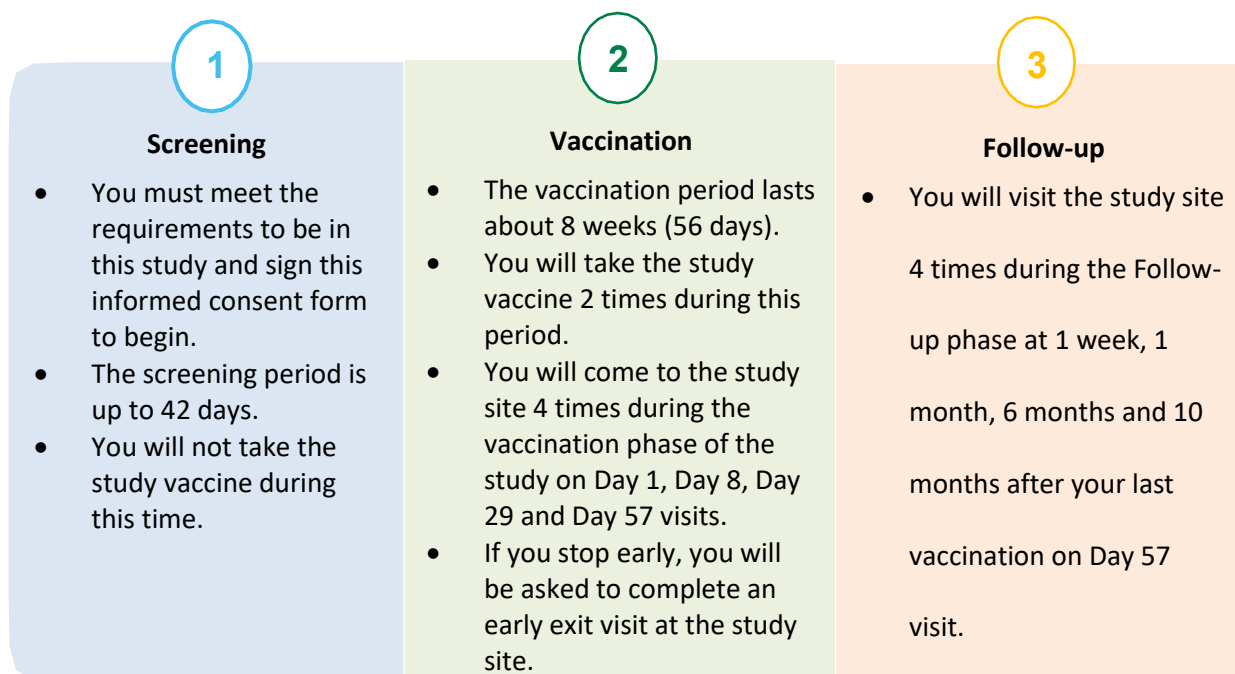 1
Screening
• You must meet the
requirements to be in
this study and sign this
informed consent form
to begin.
• The screening period is
up to 42 days.
• You will not take the
study vaccine during
this time.
2
Vaccination
• The vaccination period lasts
about 8 weeks (56 days).
• You will take the study
vaccine 2 times during this
period.
• You will come to the study
site 4 times during the
vaccination phase of the
study on Day 1, Day 8, Day
29 and Day 57 visits.
• If you stop early, you will
be asked to complete an
early exit visit at the study
site.
3
Follow-up
• You will visit the study site
4 times during the Follow-
up phase at 1 week, 1
month, 6 months and 10
months after your last
vaccination on Day 57
visit.